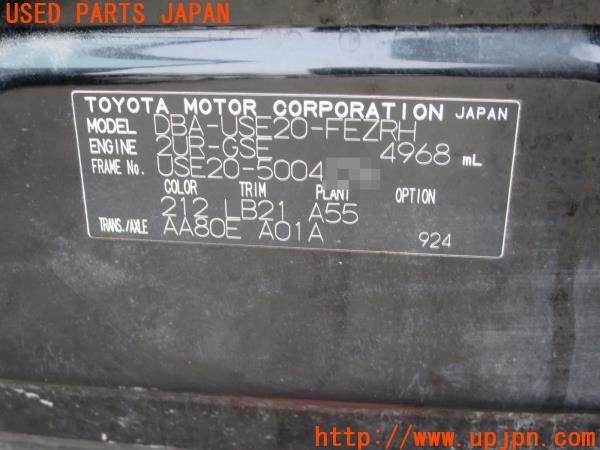 USED PARTS JAPAN
TOYOTA MOTOR CORPORATION JAPAN
MODEL DBA-USE20-FEZRH
ENGINE 2UR-GSE 4968 mL
FRAME No. USE20-5004
COLOR TRIM PLANT OPTION
212 LB21 A55
TRANS./AXLE AA80E A01A 924
U-PARTS
http://www.upjpn.com